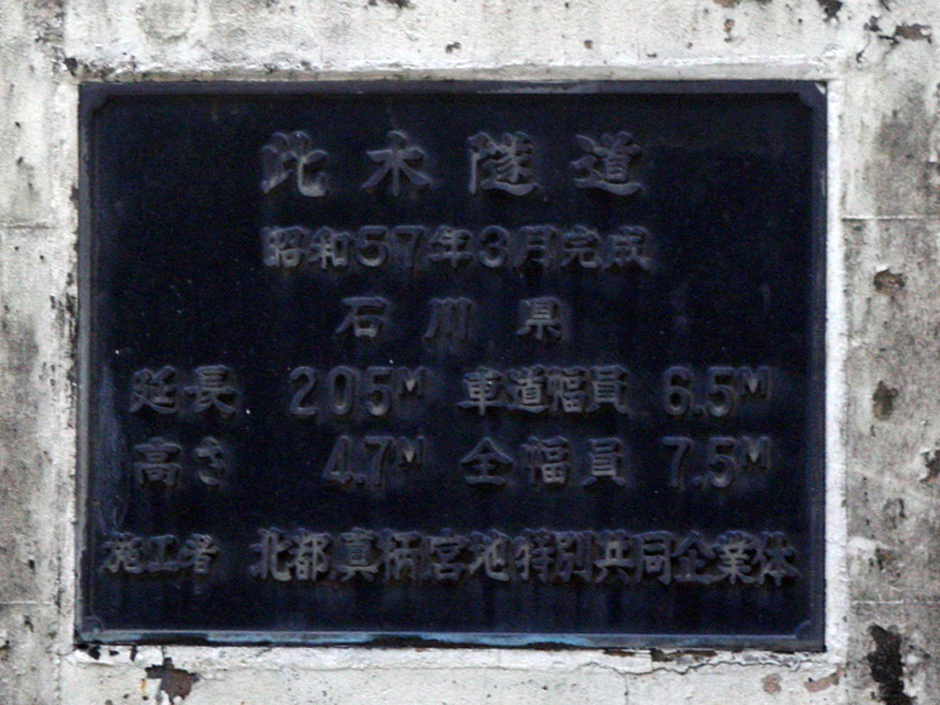 此木隧道
昭和57年3月完成
石川県
延長 205M 車道幅員 6.5M
高さ 4.7M 全幅員 7.5M
施工者 北都,真柄,宮地特別共同企業体